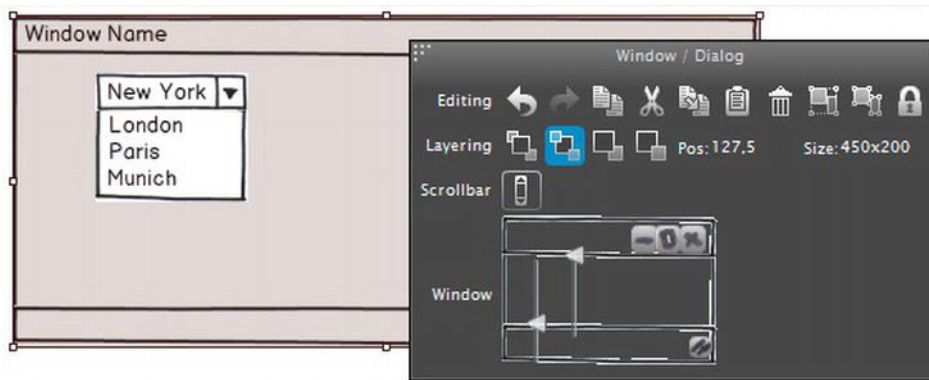 Window Name
New York
London
Paris
Munich
Window / Dialog
Editing
Layering Pos: 127,5 Size: 450x200
Scrollbar
Window